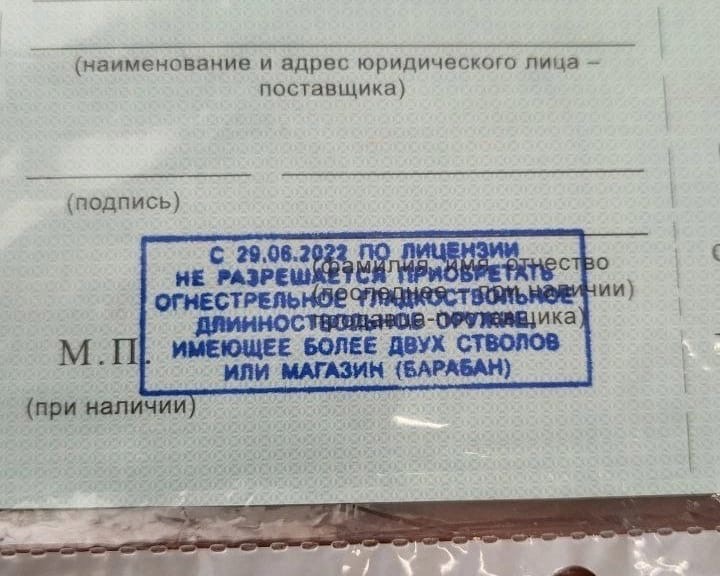 (наименование и адрес юридического лица –
поставщика)
(подпись)
С 29.06.2022 ПО ЛИЦЕНЗИИ
НЕ РАЗРЕШАЕТСЯ ПРИОБРЕТАТЬ
ОГНЕСТРЕЛЬНОЕ ГЛАДКОСТВОЛЬНОЕ
ДЛИННОСТВОЛЬНОЕ ОРУЖИЕ,
ИМЕЮЩЕЕ БОЛЕЕ ДВУХ СТВОЛОВ
ИЛИ МАГАЗИН (БАРАБАН)
(фамилия, имя, отчество
(последнее – при наличии)
продавца-поставщика)
М.П.
(при наличии)